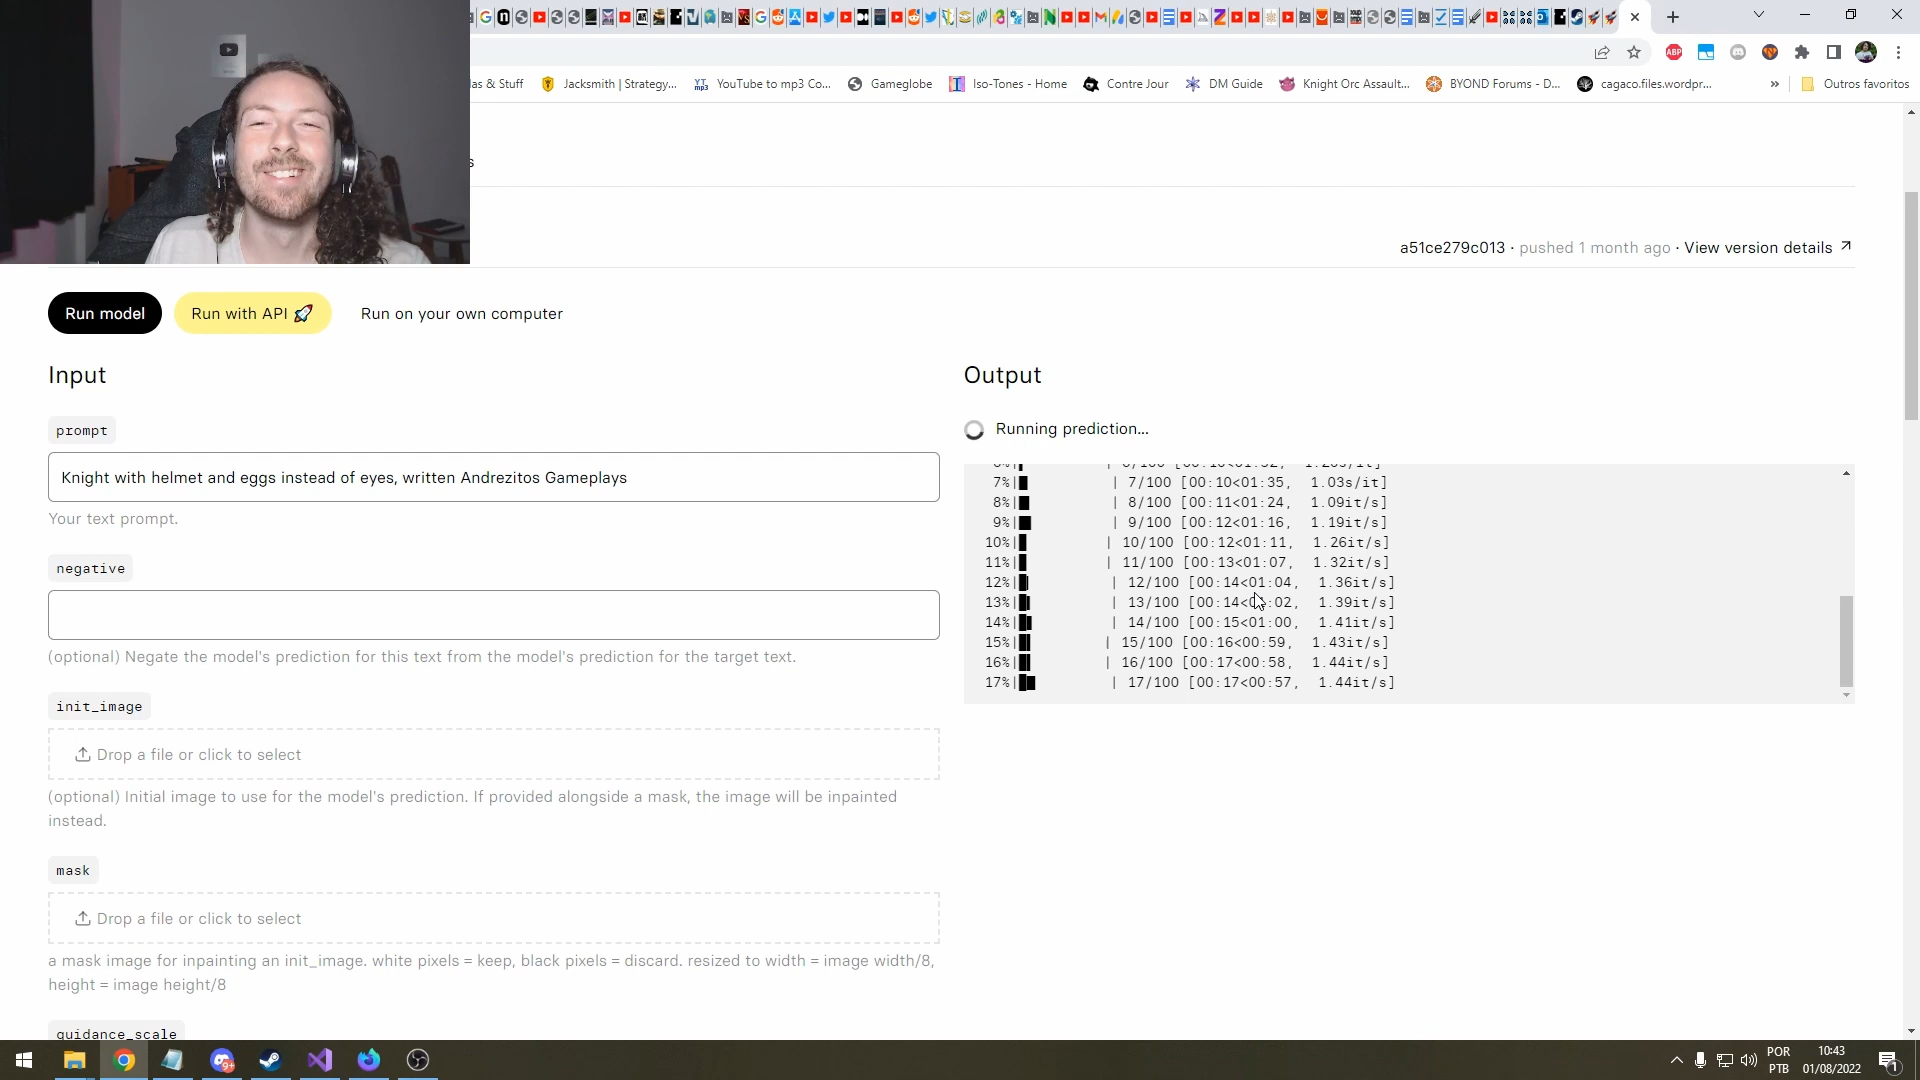 las & Stuff
Jacksmith | Strategy...
YouTube to mp3 Co...
Gameglobe
Iso-Tones - Home
Contre Jour
DM Guide
Knight Orc Assault...
BYOND Forums - D...
cagaco.files.wordpr...
»
Outros favoritos
s
a51ce279c013 · pushed 1 month ago · View version details
Run model
Run with API
Run on your own computer
Input
Output
prompt
Running prediction...
Knight with helmet and eggs instead of eyes, written Andrezitos Gameplays
Your text prompt.
7%| | 7/100 [00:10<01:35, 1.03s/it]
8%| | 8/100 [00:11<01:24, 1.09it/s]
9%| | 9/100 [00:12<01:16, 1.19it/s]
10%| | 10/100 [00:12<01:11, 1.26it/s]
11%| | 11/100 [00:13<01:07, 1.32it/s]
12%| | 12/100 [00:14<01:04, 1.36it/s]
13%| | 13/100 [00:14<01:02, 1.39it/s]
14%| | 14/100 [00:15<01:00, 1.41it/s]
15%| | 15/100 [00:16<00:59, 1.43it/s]
16%| | 16/100 [00:17<00:58, 1.44it/s]
17%| | 17/100 [00:17<00:57, 1.44it/s]
negative
(optional) Negate the model's prediction for this text from the model's prediction for the target text.
init_image
Drop a file or click to select
(optional) Initial image to use for the model's prediction. If provided alongside a mask, the image will be inpainted
instead.
mask
Drop a file or click to select
a mask image for inpainting an init_image. white pixels = keep, black pixels = discard. resized to width = image width/8,
height = image height/8
guidance_scale
POR
PTB
10:43
01/08/2022